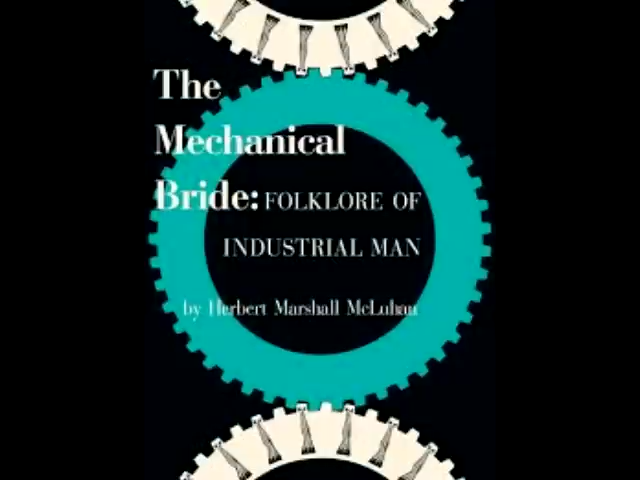 The
Mechanical
Bride: FOLKLORE OF
INDUSTRIAL MAN
by Herbert Marshall McLuhan